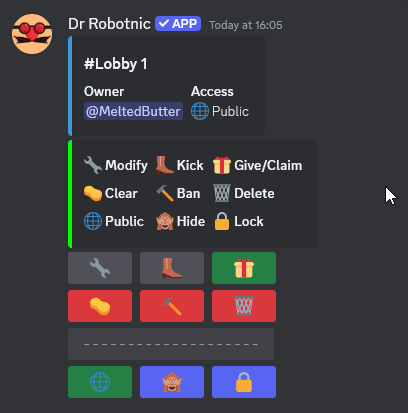 Dr Robotnic ✓ APP Today at 16:05
#Lobby 1
Owner Access
@MeltedButter Public
Modify Kick Give/Claim
Clear Ban Delete
Public Hide Lock
- - - - - - - - - - - - - - - - - - - -